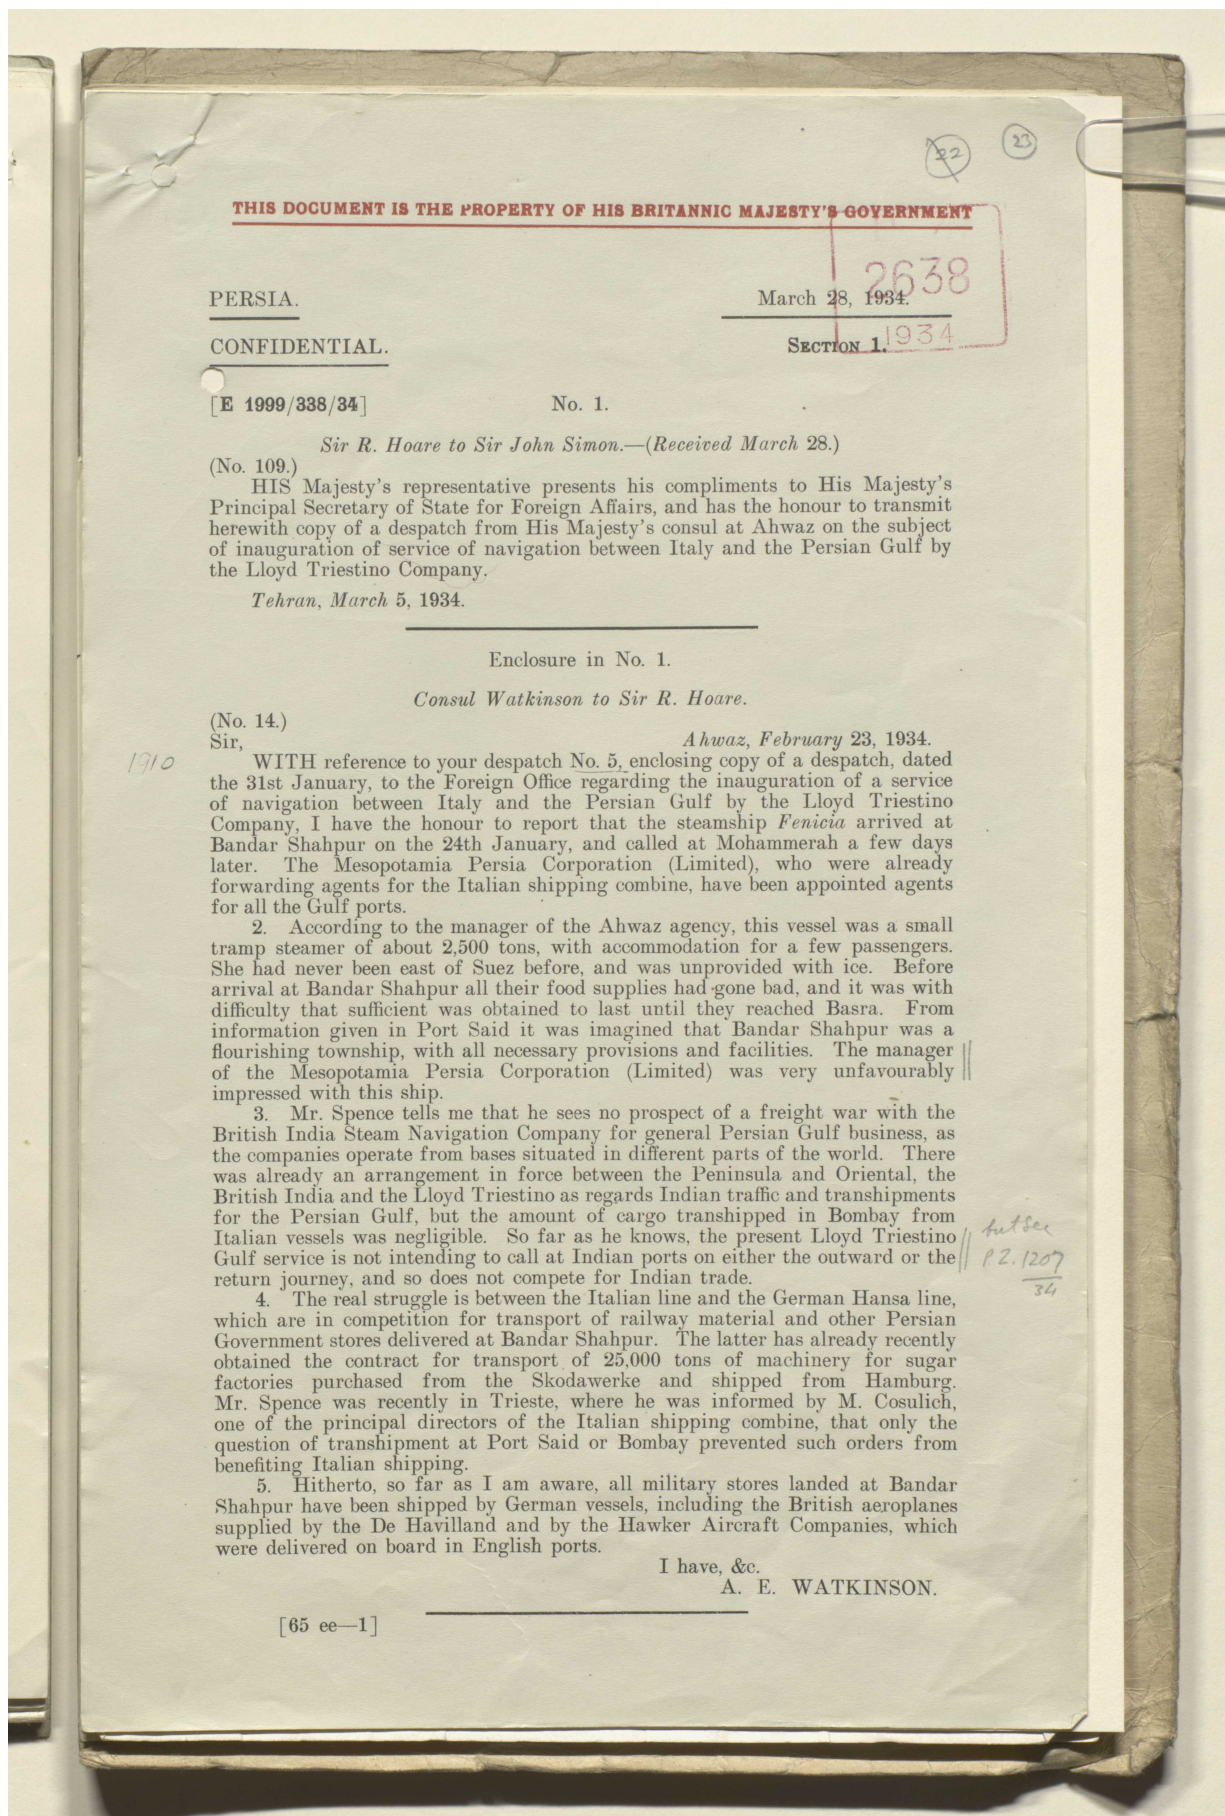 22
23
THIS DOCUMENT IS THE PROPERTY OF HIS BRITANNIC MAJESTY'S GOVERNMENT
2638
1934
PERSIA.
March 28, 1934.
CONFIDENTIAL.
SECTION 1.
[E 1999/338/34]
No. 1.
Sir R. Hoare to Sir John Simon.—(Received March 28.)
(No. 109.)
HIS Majesty's representative presents his compliments to His Majesty's
Principal Secretary of State for Foreign Affairs, and has the honour to transmit
herewith copy of a despatch from His Majesty's consul at Ahwaz on the subject
of inauguration of service of navigation between Italy and the Persian Gulf by
the Lloyd Triestino Company.
Tehran, March 5, 1934.
Enclosure in No. 1.
Consul Watkinson to Sir R. Hoare.
(No. 14.)
Sir,
Ahwaz, February 23, 1934.
1910
WITH reference to your despatch No. 5, enclosing copy of a despatch, dated
the 31st January, to the Foreign Office regarding the inauguration of a service
of navigation between Italy and the Persian Gulf by the Lloyd Triestino
Company, I have the honour to report that the steamship Fenicia arrived at
Bandar Shahpur on the 24th January, and called at Mohammerah a few days
later. The Mesopotamia Persia Corporation (Limited), who were already
forwarding agents for the Italian shipping combine, have been appointed agents
for all the Gulf ports.
2. According to the manager of the Ahwaz agency, this vessel was a small
tramp steamer of about 2,500 tons, with accommodation for a few passengers.
She had never been east of Suez before, and was unprovided with ice. Before
arrival at Bandar Shahpur all their food supplies had gone bad, and it was with
difficulty that sufficient was obtained to last until they reached Basra. From
information given in Port Said it was imagined that Bandar Shahpur was a
flourishing township, with all necessary provisions and facilities. The manager
of the Mesopotamia Persia Corporation (Limited) was very unfavourably
impressed with this ship.
3. Mr. Spence tells me that he sees no prospect of a freight war with the
British India Steam Navigation Company for general Persian Gulf business, as
the companies operate from bases situated in different parts of the world. There
was already an arrangement in force between the Peninsula and Oriental, the
British India and the Lloyd Triestino as regards Indian traffic and transhipments
for the Persian Gulf, but the amount of cargo transhipped in Bombay from
Italian vessels was negligible. So far as he knows, the present Lloyd Triestino
Gulf service is not intending to call at Indian ports on either the outward or the
return journey, and so does not compete for Indian trade.
but see
P.Z. 1207
34
4. The real struggle is between the Italian line and the German Hansa line,
which are in competition for transport of railway material and other Persian
Government stores delivered at Bandar Shahpur. The latter has already recently
obtained the contract for transport of 25,000 tons of machinery for sugar
factories purchased from the Skodawerke and shipped from Hamburg.
Mr. Spence was recently in Trieste, where he was informed by M. Cosulich,
one of the principal directors of the Italian shipping combine, that only the
question of transhipment at Port Said or Bombay prevented such orders from
benefiting Italian shipping.
5. Hitherto, so far as I am aware, all military stores landed at Bandar
Shahpur have been shipped by German vessels, including the British aeroplanes
supplied by the De Havilland and by the Hawker Aircraft Companies, which
were delivered on board in English ports.
I have, &c.
A. E. WATKINSON.
[65 ee—1]